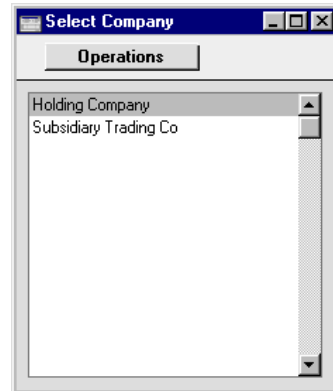 Select Company
Operations
Holding Company
Subsidiary Trading Co